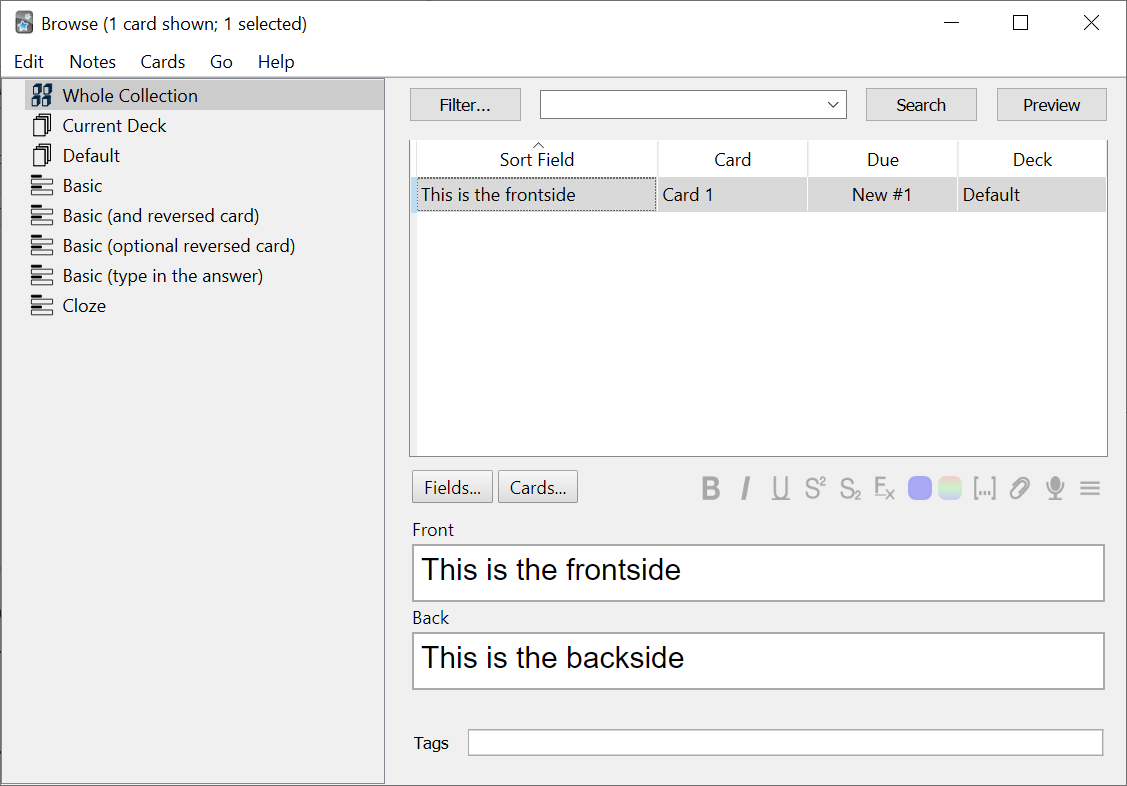 Browse (1 card shown; 1 selected)
Edit Notes Cards Go Help
Whole Collection
Current Deck
Default
Basic
Basic (and reversed card)
Basic (optional reversed card)
Basic (type in the answer)
Cloze
Filter... Search Preview
Sort Field Card Due Deck
This is the frontside Card 1 New #1 Default
Fields... Cards... B I U S² S₂ Ex [...]
Front
This is the frontside
Back
This is the backside
Tags